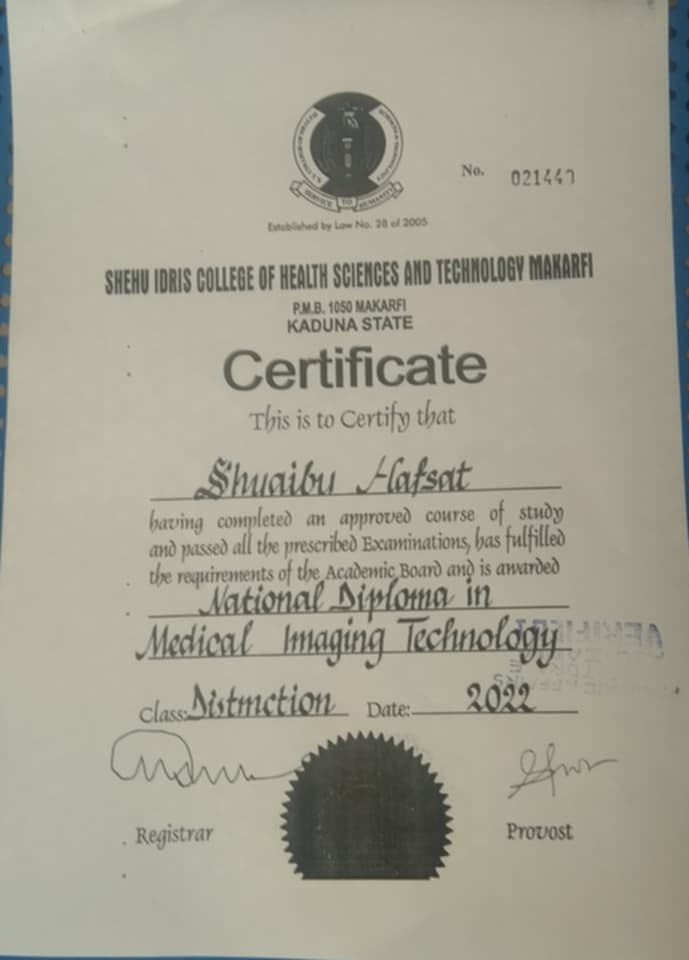 SERVICE TO HUMANITY
No. 
Established by Law No. 28 of 2005
SHEHU IDRIS COLLEGE OF HEALTH SCIENCES AND TECHNOLOGY MAKARFI
P.M.B. 1050 MAKARFI
KADUNA STATE
Certificate
This is to Certify that
Shuaibu Hafsat
having completed an approved course of study
and passed all the prescribed Examinations, has fulfilled
the requirements of the Academic Board and is awarded
National Diploma in
Medical Imaging Technology
Class: Distinction Date: 2022
Registrar Provost